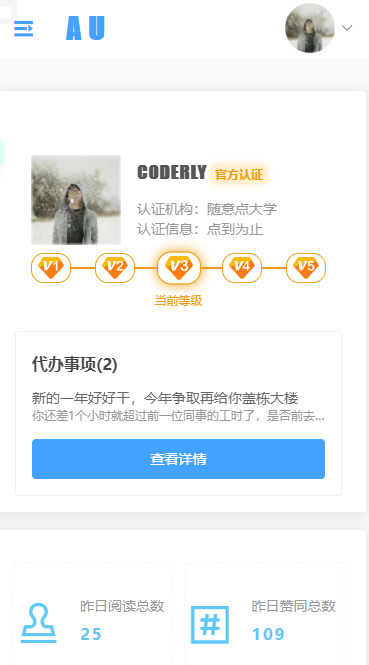 A U
CODERLY 官方认证
认证机构：随意点大学
认证信息：点到为止
V1 V2 V3 V4 V5
当前等级
代办事项(2)
新的一年好好干，今年争取再给你盖栋大楼
你还差1个小时就超过前一位同事的工时了，是否前去...
查看详情
昨日阅读总数 昨日赞同总数
25 109